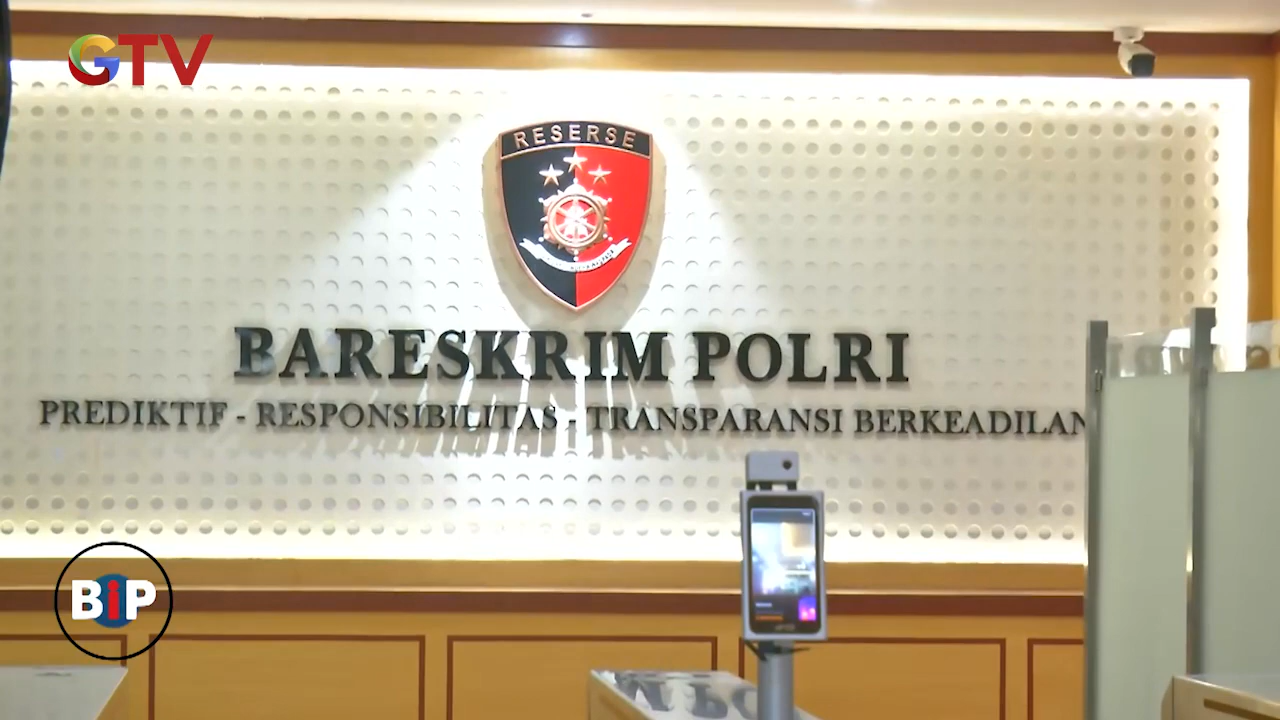 GTV
RESERSE
BARESKRIM POLRI
PREDIKTIF - RESPONSIBILITAS - TRANSPARANSI BERKEADILAN
BiP